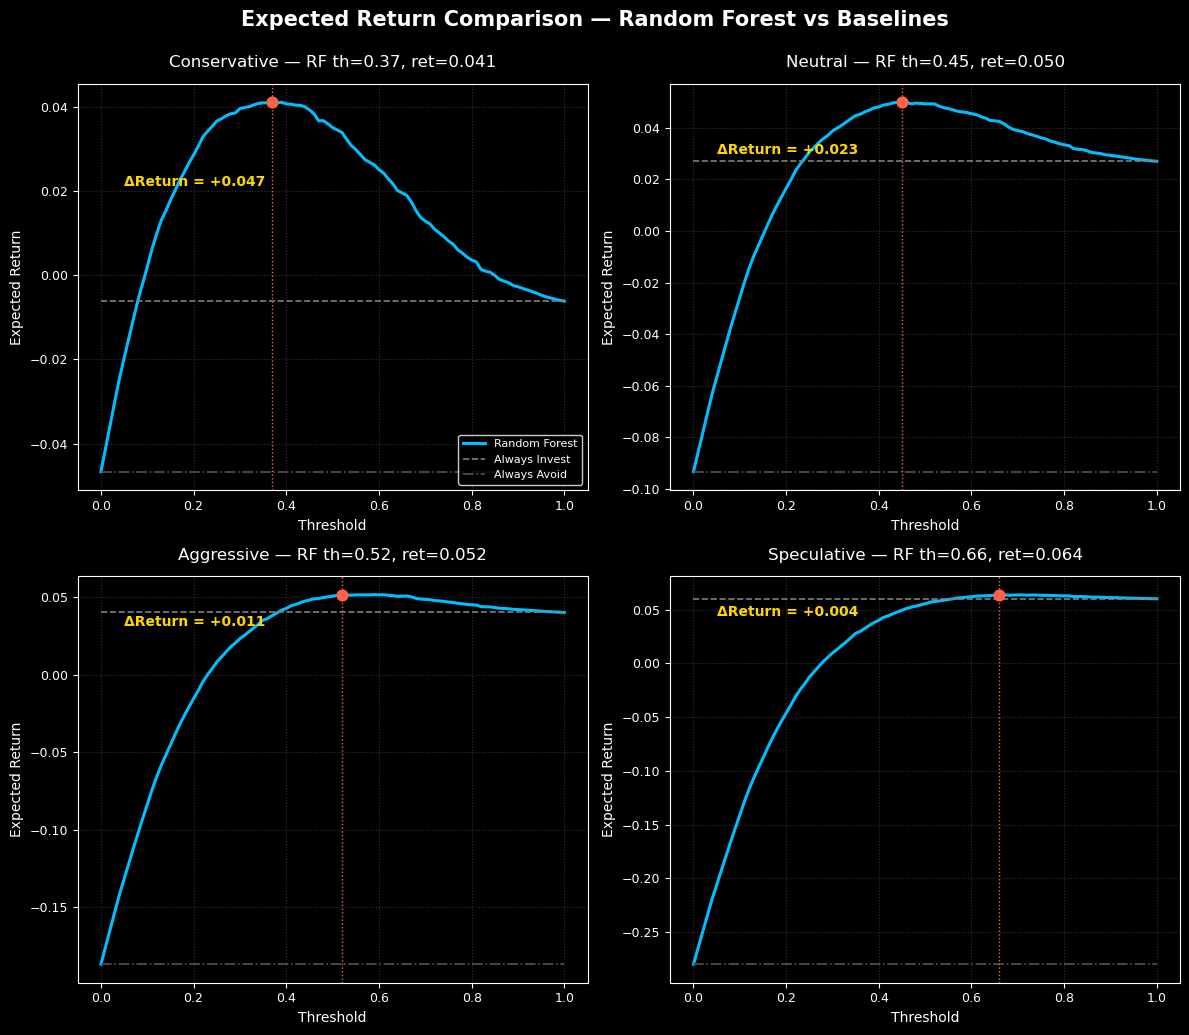 Expected Return Comparison — Random Forest vs Baselines
Conservative — RF th=0.37, ret=0.041
0.04
0.02
0.00
−0.02
−0.04
Expected Return
ΔReturn = +0.047
Random Forest
Always Invest
Always Avoid
0.0 0.2 0.4 0.6 0.8 1.0
Threshold
Neutral — RF th=0.45, ret=0.050
0.04
0.02
0.00
−0.02
−0.04
−0.06
−0.08
−0.10
Expected Return
ΔReturn = +0.023
0.0 0.2 0.4 0.6 0.8 1.0
Threshold
Aggressive — RF th=0.52, ret=0.052
0.05
0.00
−0.05
−0.10
−0.15
Expected Return
ΔReturn = +0.011
0.0 0.2 0.4 0.6 0.8 1.0
Threshold
Speculative — RF th=0.66, ret=0.064
0.05
0.00
−0.05
−0.10
−0.15
−0.20
−0.25
Expected Return
ΔReturn = +0.004
0.0 0.2 0.4 0.6 0.8 1.0
Threshold